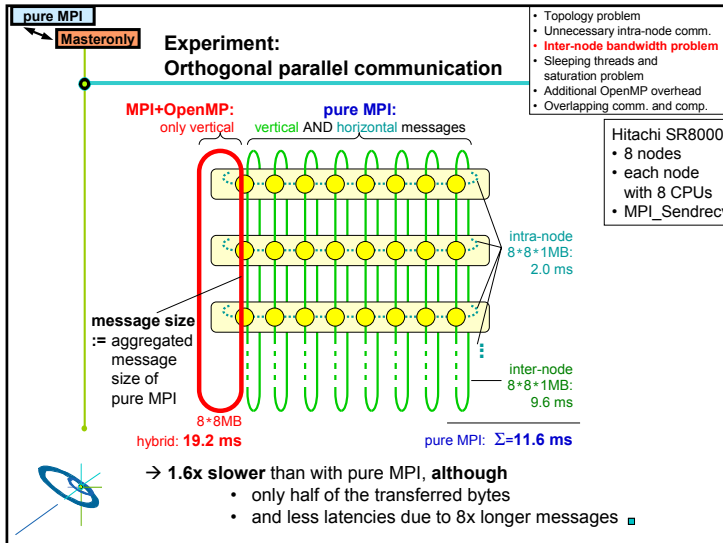 pure MPI
Masteronly
Experiment:
Orthogonal parallel communication
• Topology problem
• Unnecessary intra-node comm.
• Inter-node bandwidth problem
• Sleeping threads and
saturation problem
• Additional OpenMP overhead
• Overlapping comm. and comp.
Hitachi SR8000
• 8 nodes
• each node
with 8 CPUs
• MPI_Sendrecv
MPI+OpenMP:
only vertical
pure MPI:
vertical AND horizontal messages
intra-node
8*8*1MB:
2.0 ms
message size
:= aggregated
message
size of
pure MPI
inter-node
8*8*1MB:
9.6 ms
8*8MB
hybrid: 19.2 ms
pure MPI: Σ=11.6 ms
→ 1.6x slower than with pure MPI, although
• only half of the transferred bytes
• and less latencies due to 8x longer messages